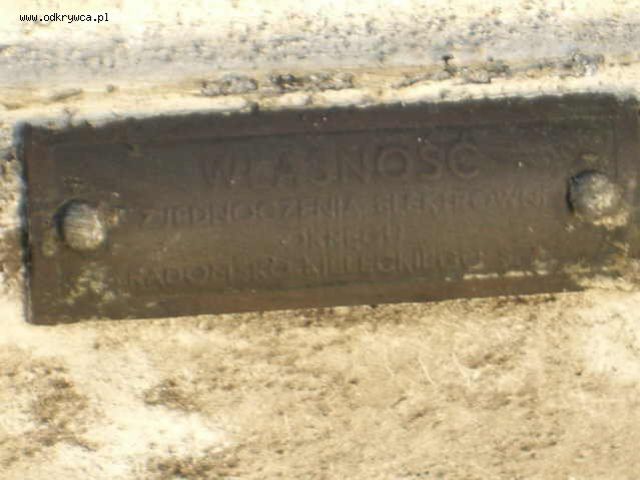 www.odkrywca.pl
WŁASNOŚĆ
ZJEDNOCZENIA ELEKTROWNI
OKRĘGU
RADOMSKO-KIELECKIEGO